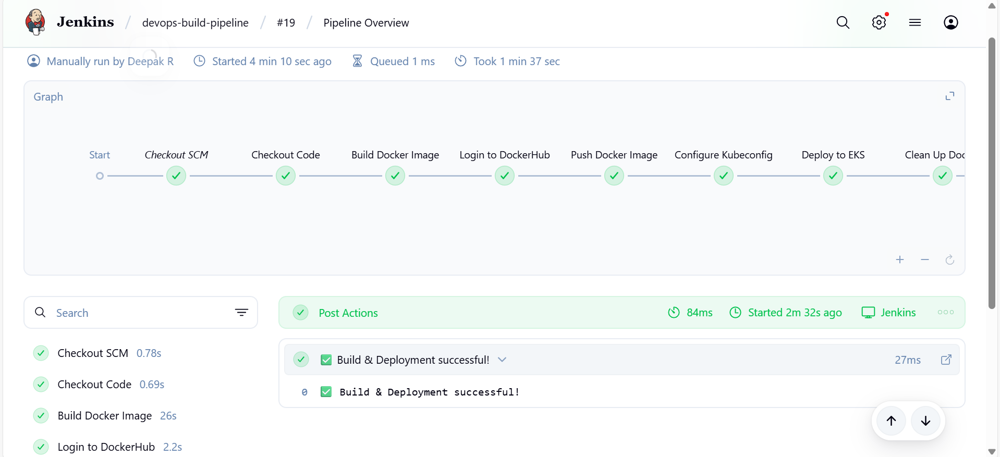 Jenkins / devops-build-pipeline / #19 / Pipeline Overview
Manually run by Deepak R Started 4 min 10 sec ago Queued 1 ms Took 1 min 37 sec
Graph
Start Checkout SCM Checkout Code Build Docker Image Login to DockerHub Push Docker Image Configure Kubeconfig Deploy to EKS Clean Up Doc
Search
Post Actions 84ms Started 2m 32s ago Jenkins
✅ Build & Deployment successful! 27ms
0 ✅ Build & Deployment successful!
Checkout SCM 0.78s
Checkout Code 0.69s
Build Docker Image 26s
Login to DockerHub 2.2s